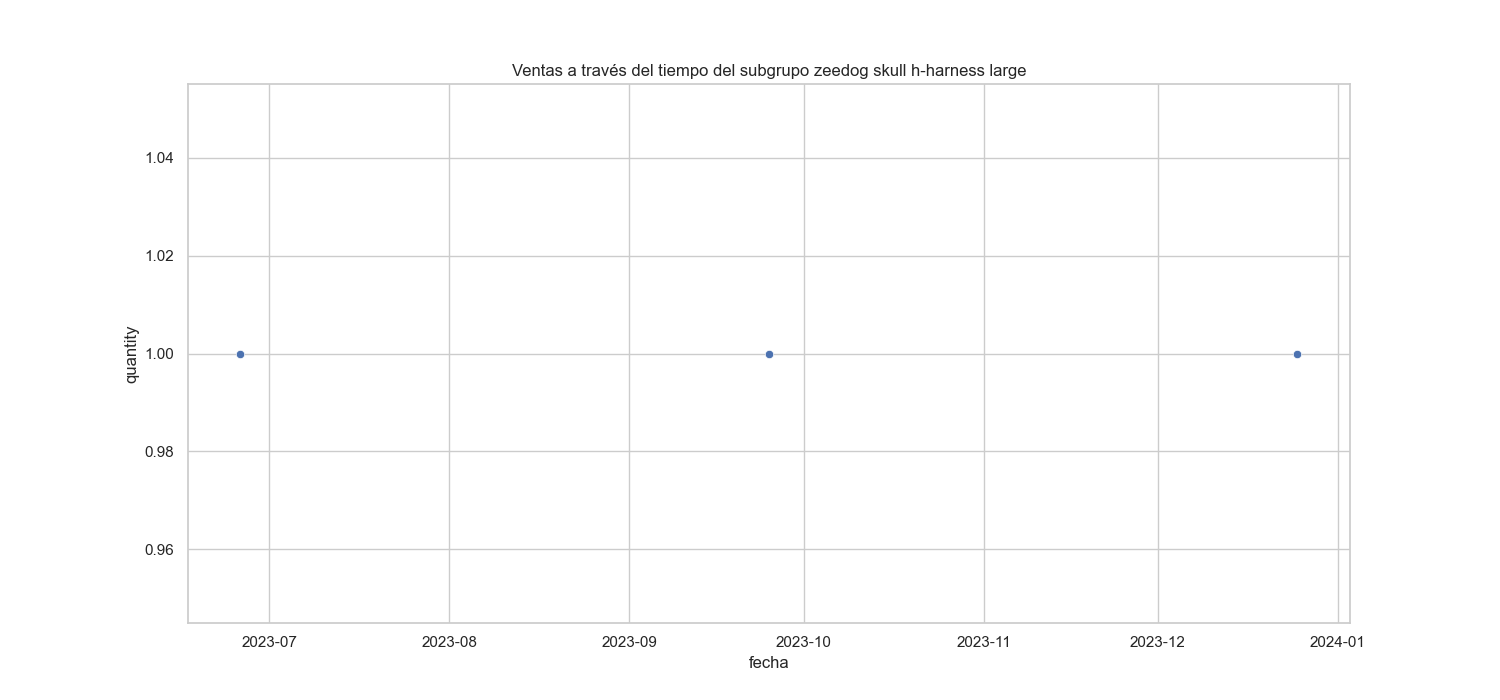 Ventas a través del tiempo del subgrupo zeedog skull h-harness large
1.04
1.02
1.00
0.98
0.96
quantity
2023-07 2023-08 2023-09 2023-10 2023-11 2023-12 2024-01
fecha